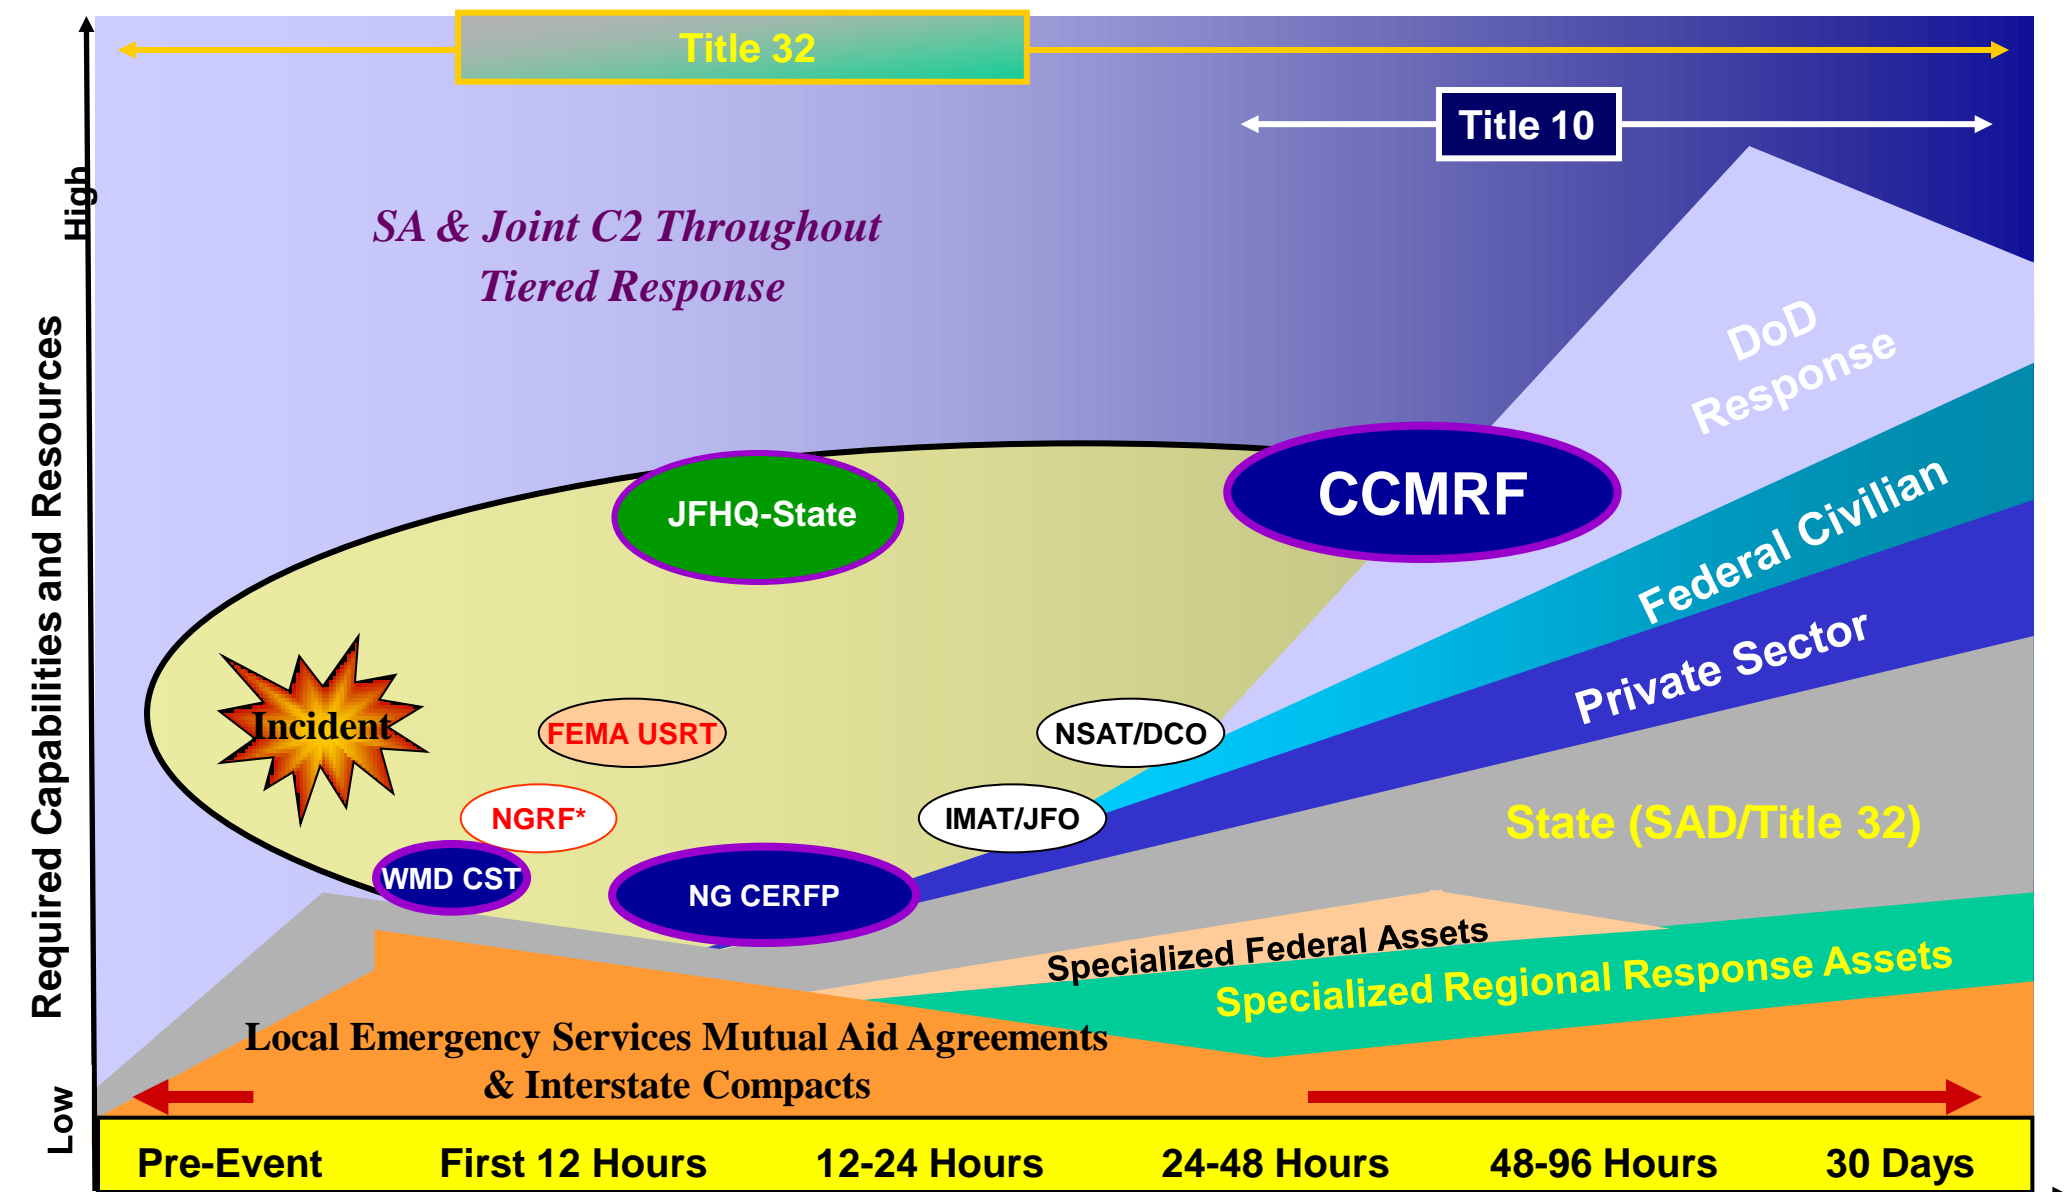 Title 32
Title 10
High
SA & Joint C2 Throughout
Tiered Response
DoD
Response
Required Capabilities and Resources
CCMRF
JFHQ-State
Federal Civilian
Private Sector
Incident
FEMA USRT
NSAT/DCO
NGRF*
IMAT/JFO
State (SAD/Title 32)
WMD CST
NG CERFP
Specialized Federal Assets
Specialized Regional Response Assets
Local Emergency Services Mutual Aid Agreements
& Interstate Compacts
Low
Pre-Event First 12 Hours 12-24 Hours 24-48 Hours 48-96 Hours 30 Days